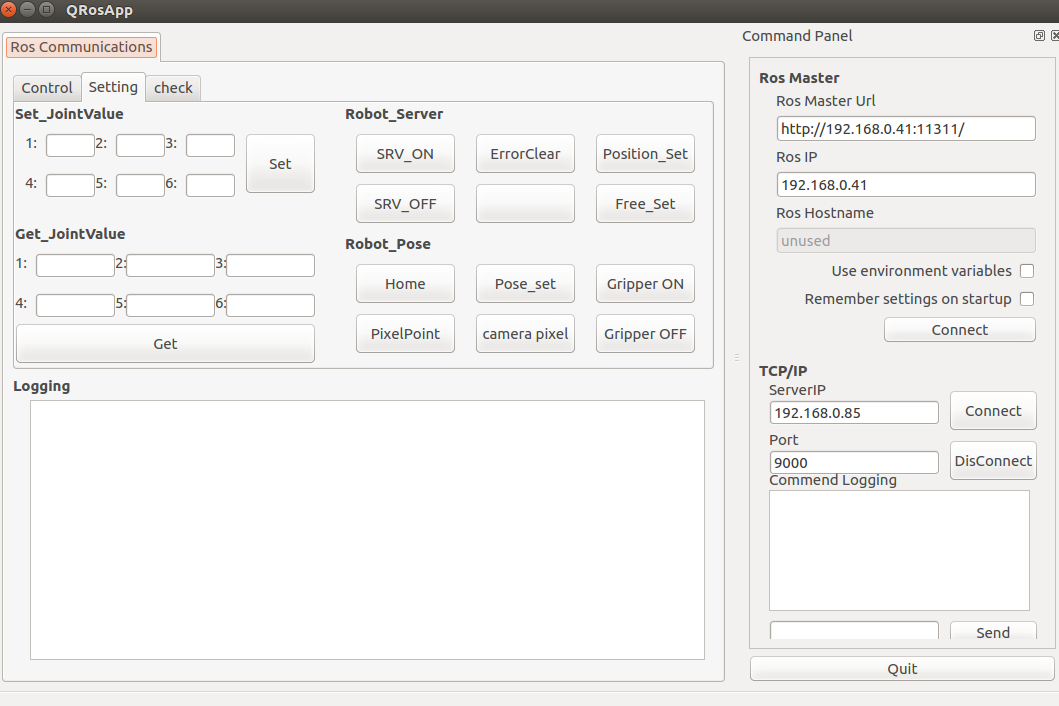 QRosApp
Ros Communications
Control Setting check
Set_JointValue
1: 2: 3:
Set
4: 5: 6:
Get_JointValue
1: 2: 3:
4: 5: 6:
Get
Robot_Server
SRV_ON ErrorClear Position_Set
SRV_OFF Free_Set
Robot_Pose
Home Pose_set Gripper ON
PixelPoint camera pixel Gripper OFF
Logging
Command Panel
Ros Master
Ros Master Url
http://192.168.0.41:11311/
Ros IP
192.168.0.41
Ros Hostname
unused
Use environment variables
Remember settings on startup
Connect
TCP/IP
ServerIP
192.168.0.85
Connect
Port
9000
DisConnect
Commend Logging
Send
Quit